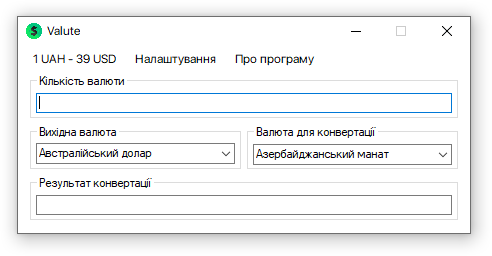 Valute
1 UAH - 39 USD Налаштування Про програму
Кількість валюти
Вихідна валюта Валюта для конвертації
Австралійський долар Азербайджанський манат
Результат конвертації